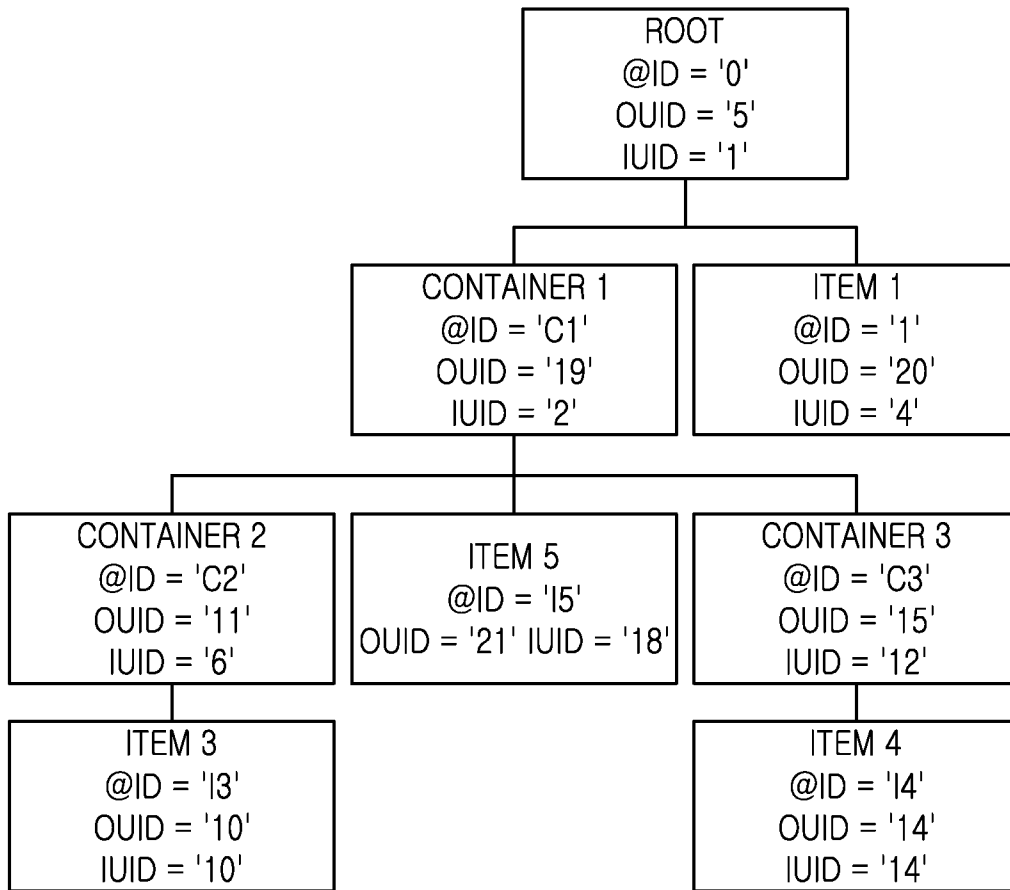 ROOT
@ID = '0'
OUID = '5'
IUID = '1'
CONTAINER 1
@ID = 'C1'
OUID = '19'
IUID = '2'
ITEM 1
@ID = '1'
OUID = '20'
IUID = '4'
CONTAINER 2
@ID = 'C2'
OUID = '11'
IUID = '6'
ITEM 5
@ID = 'I5'
OUID = '21' IUID = '18'
CONTAINER 3
@ID = 'C3'
OUID = '15'
IUID = '12'
ITEM 3
@ID = 'I3'
OUID = '10'
IUID = '10'
ITEM 4
@ID = 'I4'
OUID = '14'
IUID = '14'